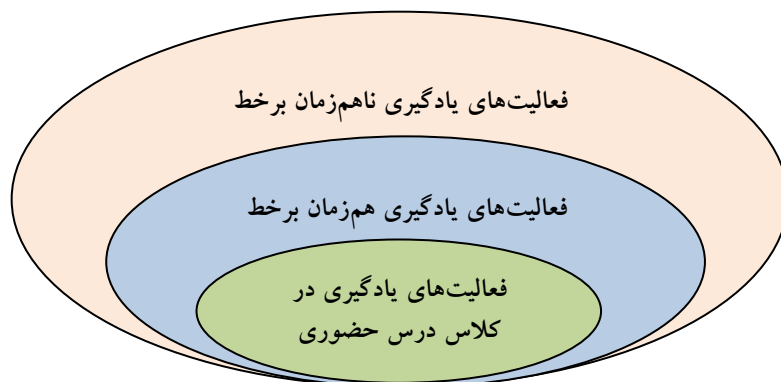 فعالیت‌های یادگیری ناهم‌زمان برخط
فعالیت‌های یادگیری هم‌زمان برخط
فعالیت‌های یادگیری در
کلاس درس حضوری